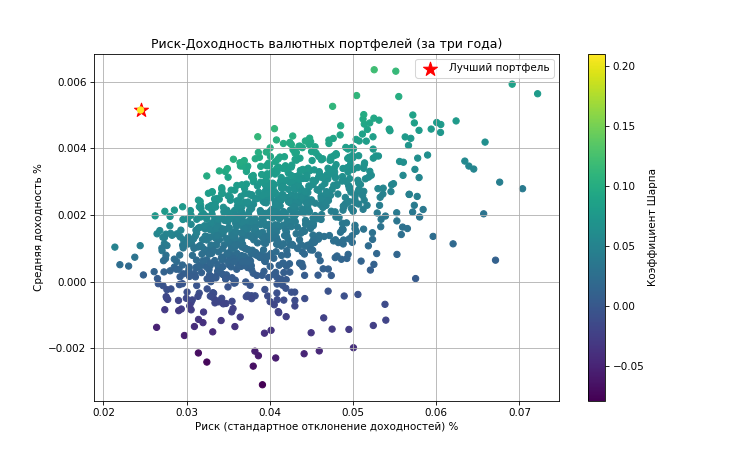 Риск-Доходность валютных портфелей (за три года)
Лучший портфель
Средняя доходность %
0.006
0.004
0.002
0.000
−0.002
0.02 0.03 0.04 0.05 0.06 0.07
Риск (стандартное отклонение доходностей) %
0.20
0.15
0.10
0.05
0.00
−0.05
Коэффициент Шарпа